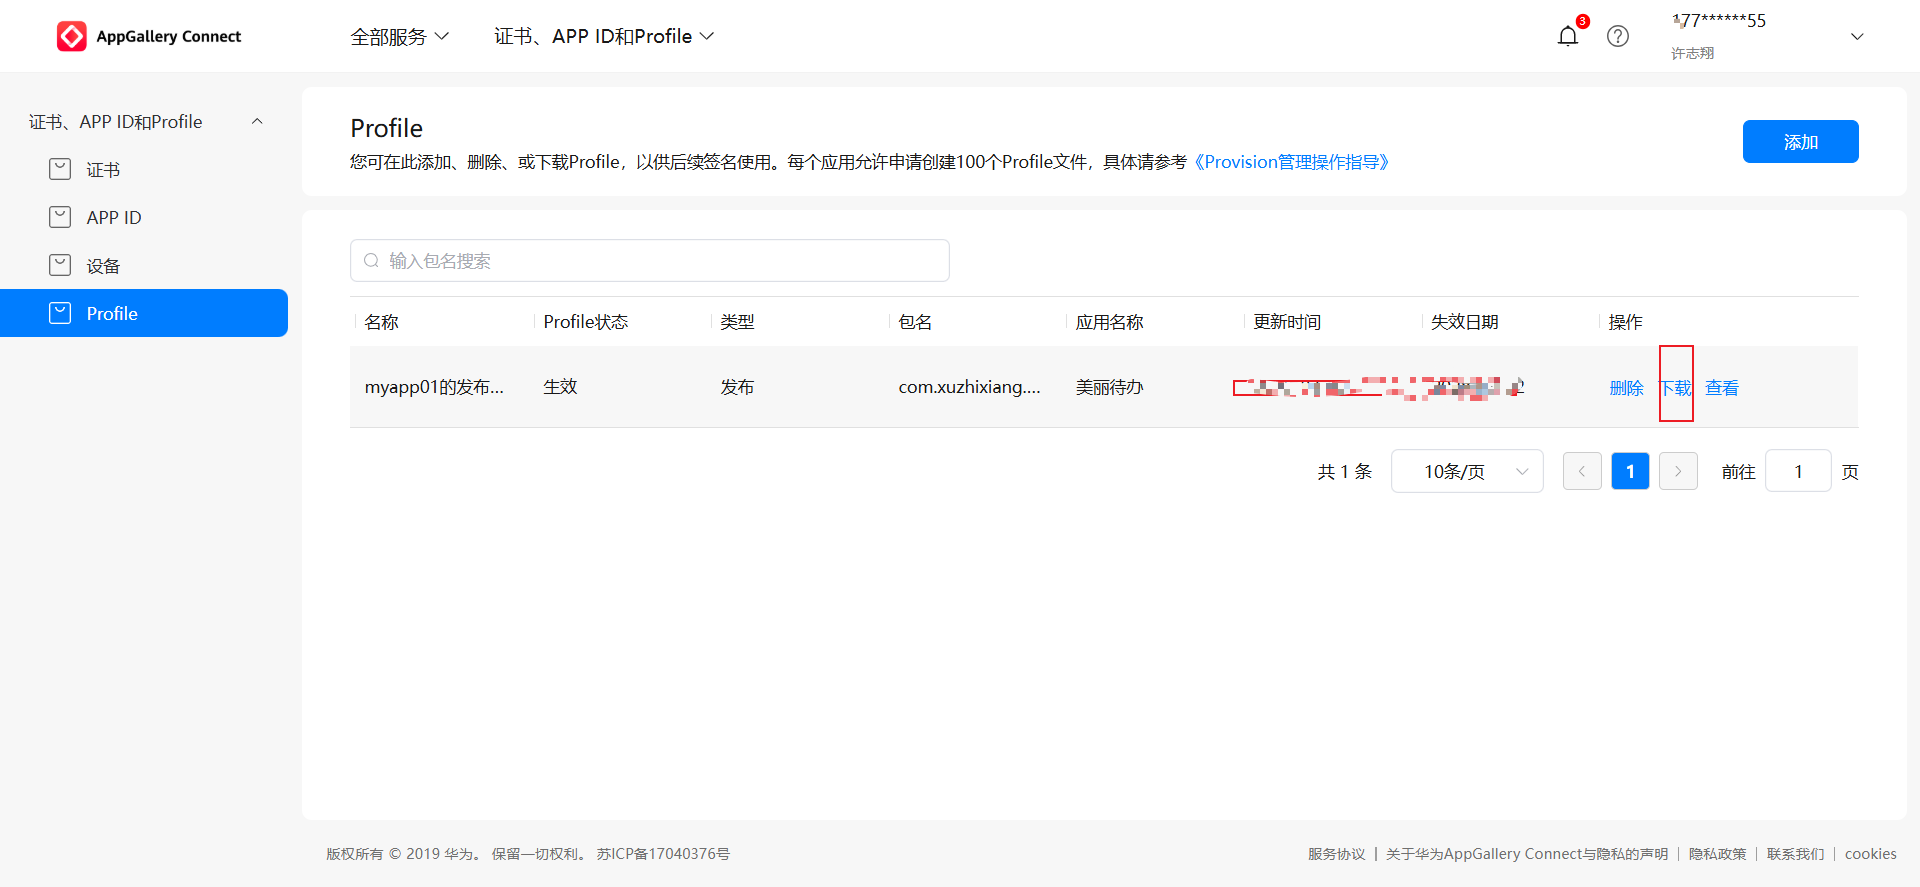 AppGallery Connect
全部服务
证书、APP ID和Profile
3
177******55
许志翔
证书、APP ID和Profile
证书
APP ID
设备
Profile
Profile
您可在此添加、删除、或下载Profile，以供后续签名使用。每个应用允许申请创建100个Profile文件，具体请参考《Provision管理操作指导》
添加
输入包名搜索
名称 Profile状态 类型 包名 应用名称 更新时间 失效日期 操作
myapp01的发布... 生效 发布 com.xuzhixiang.... 美丽待办 删除 下载 查看
共 1 条 10条/页 1 前往 1 页
版权所有 © 2019 华为。 保留一切权利。 苏ICP备17040376号
服务协议 | 关于华为AppGallery Connect与隐私的声明 | 隐私政策 | 联系我们 | cookies